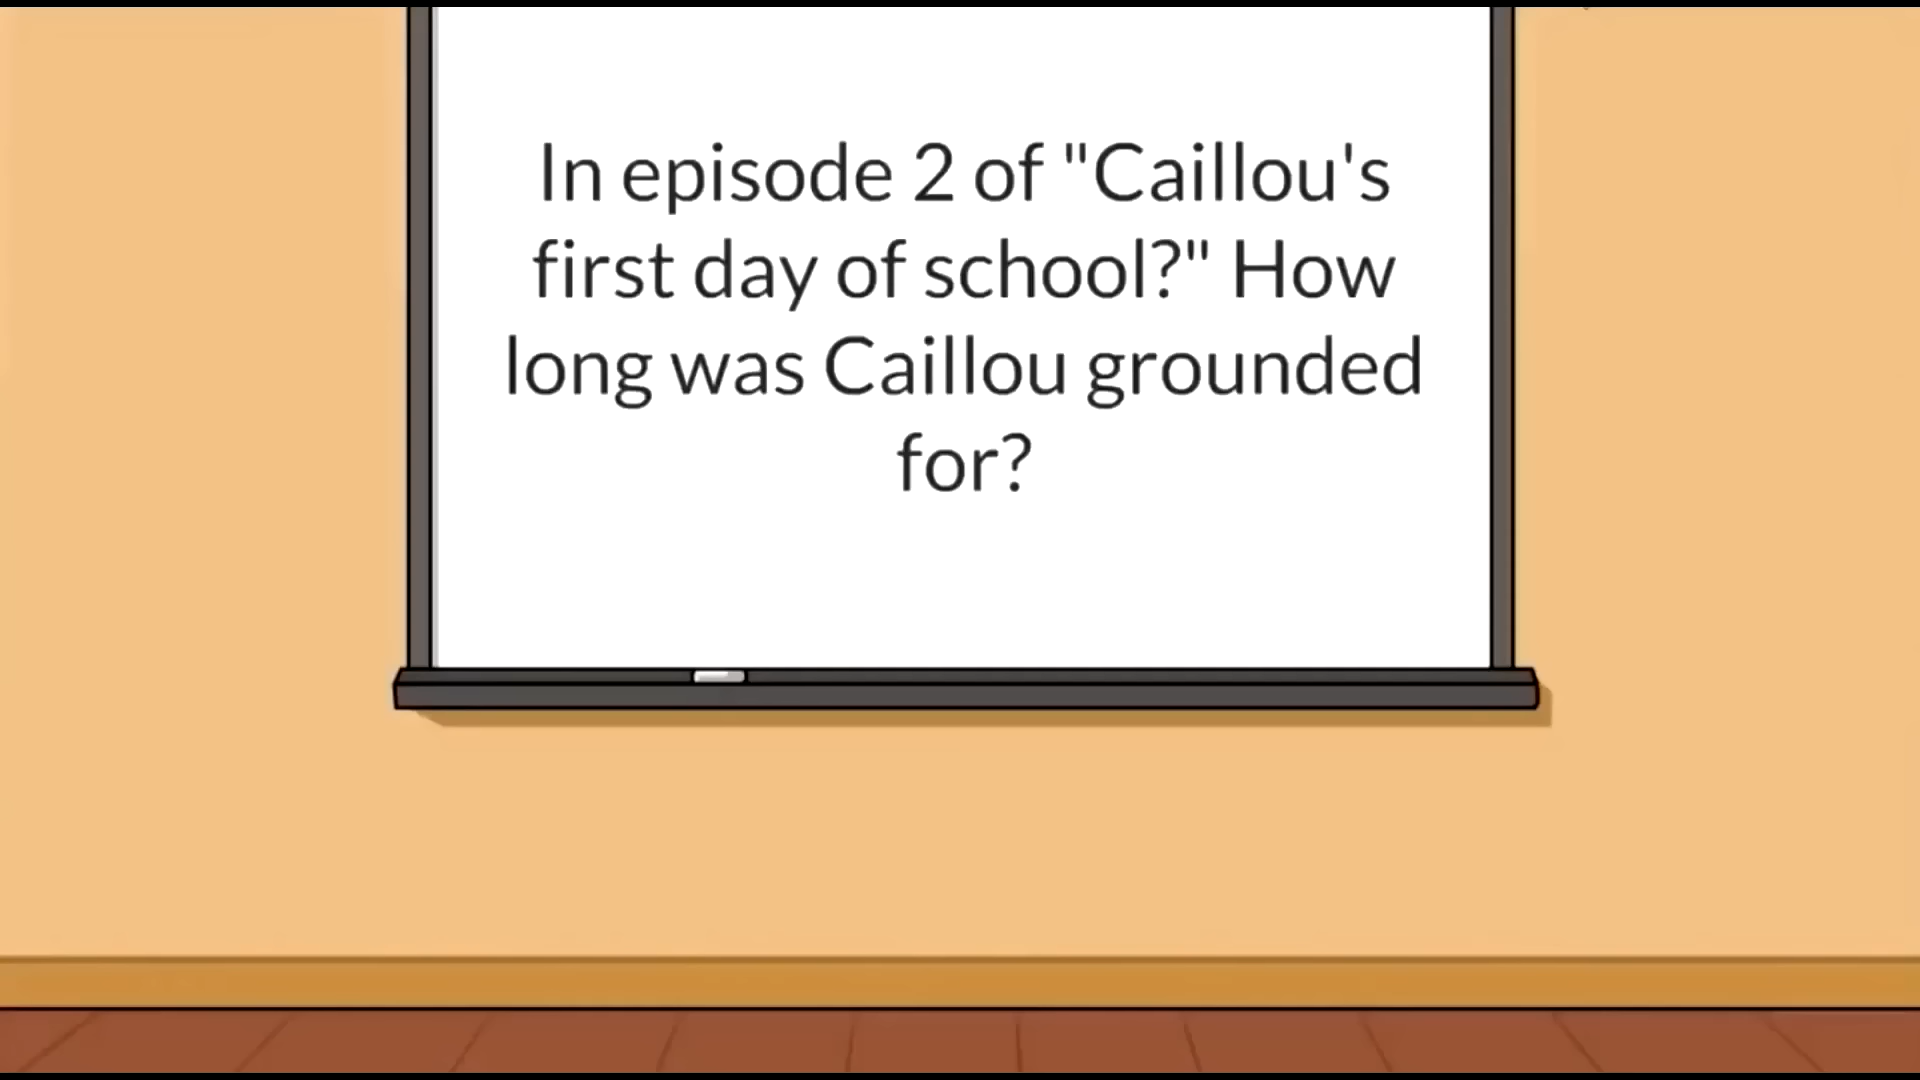 In episode 2 of "Caillou's
first day of school?" How
long was Caillou grounded
for?